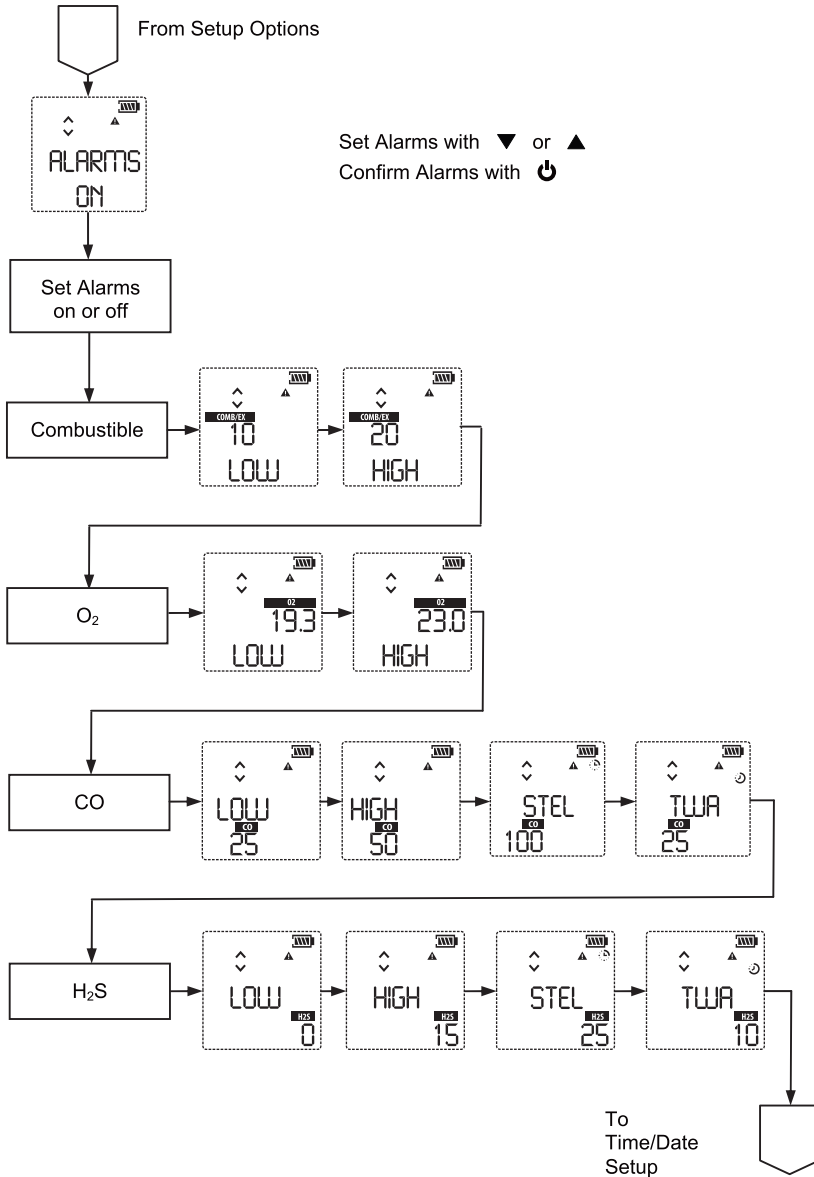 From Setup Options
ALARMS
ON
Set Alarms with ▼ or ▲
Confirm Alarms with ⏻
Set Alarms
on or off
Combustible
COMB/EX
10
LOW
COMB/EX
20
HIGH
O₂
O2
19.3
LOW
O2
23.0
HIGH
CO
LOW
CO
25
HIGH
CO
50
STEL
CO
100
TWA
CO
25
H₂S
LOW
H2S
0
HIGH
H2S
15
STEL
H2S
25
TWA
H2S
10
To
Time/Date
Setup